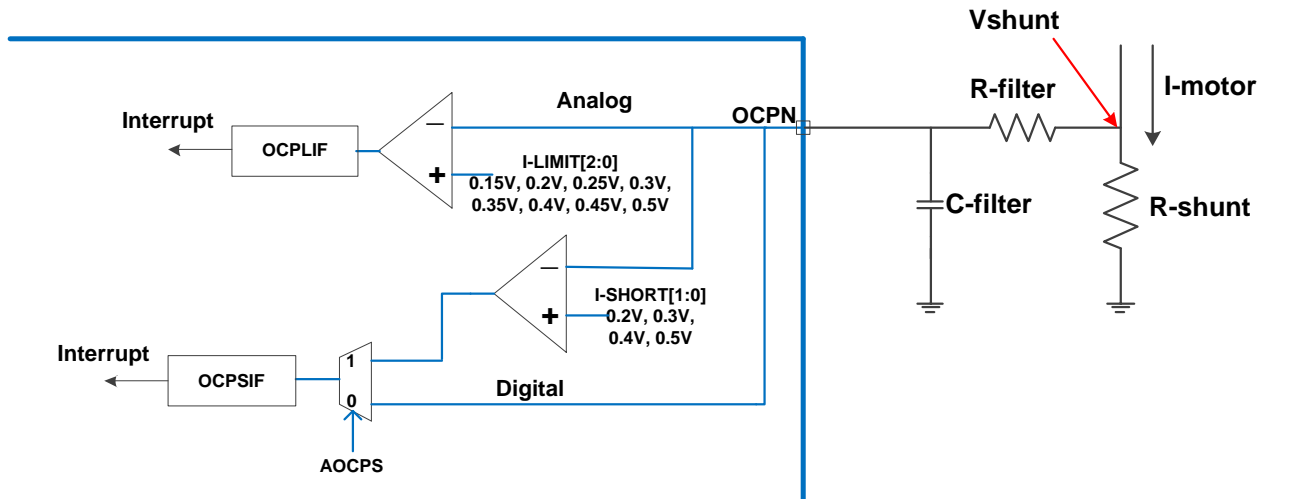 Vshunt
R-filter
I-motor
Analog
OCPN
Interrupt
OCPLIF
−
+
I-LIMIT[2:0]
0.15V, 0.2V, 0.25V, 0.3V,
0.35V, 0.4V, 0.45V, 0.5V
C-filter
R-shunt
−
+
I-SHORT[1:0]
0.2V, 0.3V,
0.4V, 0.5V
Interrupt
OCPSIF
1
0
Digital
AOCPS